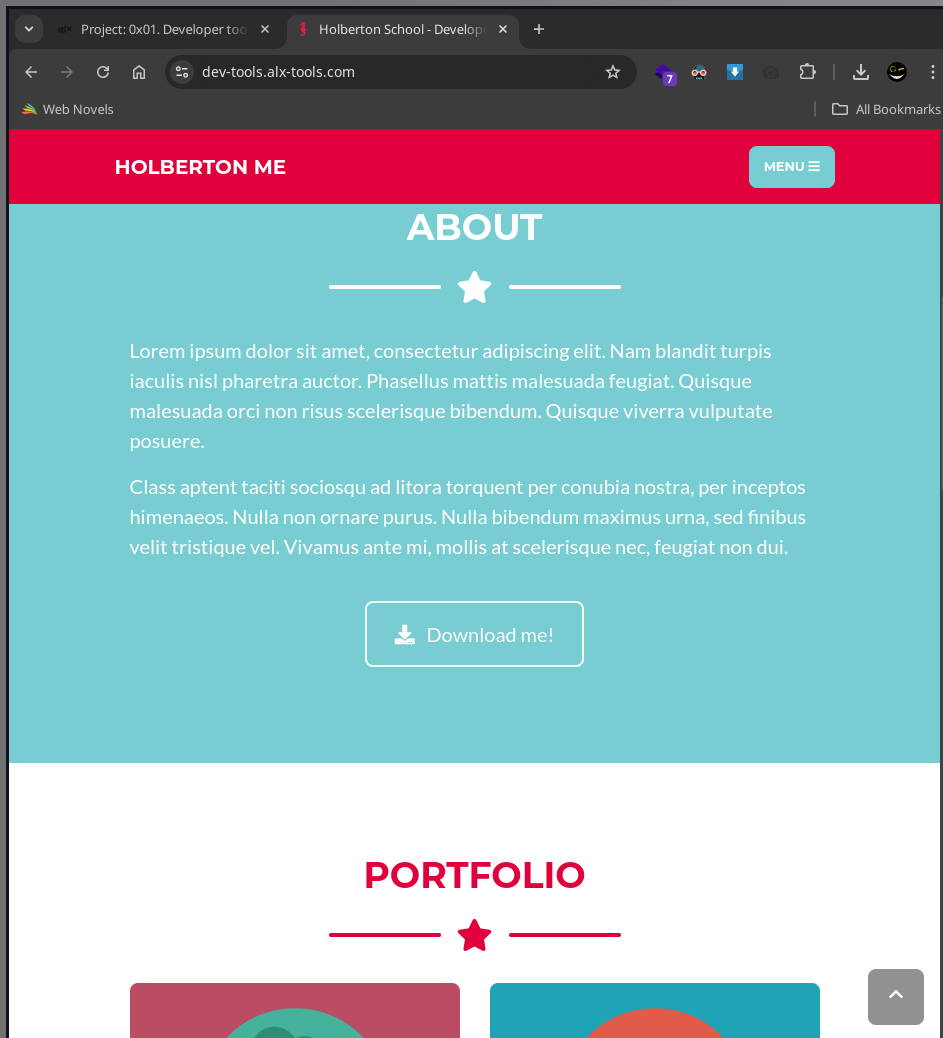 alx Project: 0x01. Developer too
Holberton School - Develope
dev-tools.alx-tools.com
7
Web Novels
All Bookmarks
HOLBERTON ME
MENU
ABOUT
Lorem ipsum dolor sit amet, consectetur adipiscing elit. Nam blandit turpis
iaculis nisl pharetra auctor. Phasellus mattis malesuada feugiat. Quisque
malesuada orci non risus scelerisque bibendum. Quisque viverra vulputate
posuere.
Class aptent taciti sociosqu ad litora torquent per conubia nostra, per inceptos
himenaeos. Nulla non ornare purus. Nulla bibendum maximus urna, sed finibus
velit tristique vel. Vivamus ante mi, mollis at scelerisque nec, feugiat non dui.
Download me!
PORTFOLIO